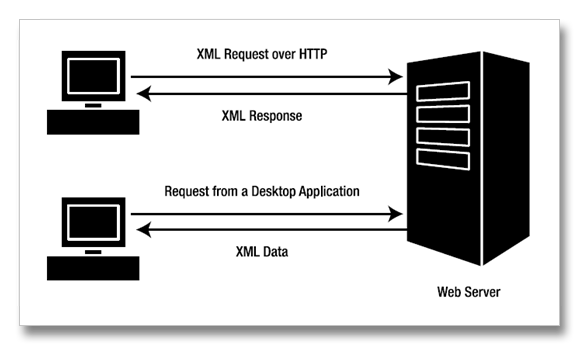 XML Request over HTTP
XML Response
Request from a Desktop Application
XML Data
Web Server